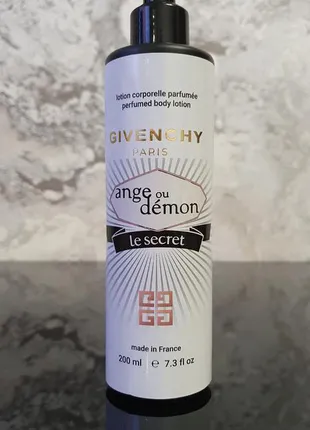 lotion corporelle parfumée
perfumed body lotion
GIVENCHY
PARIS
ange ou
démon
le secret
made in France
200 ml e 7.3 fl oz